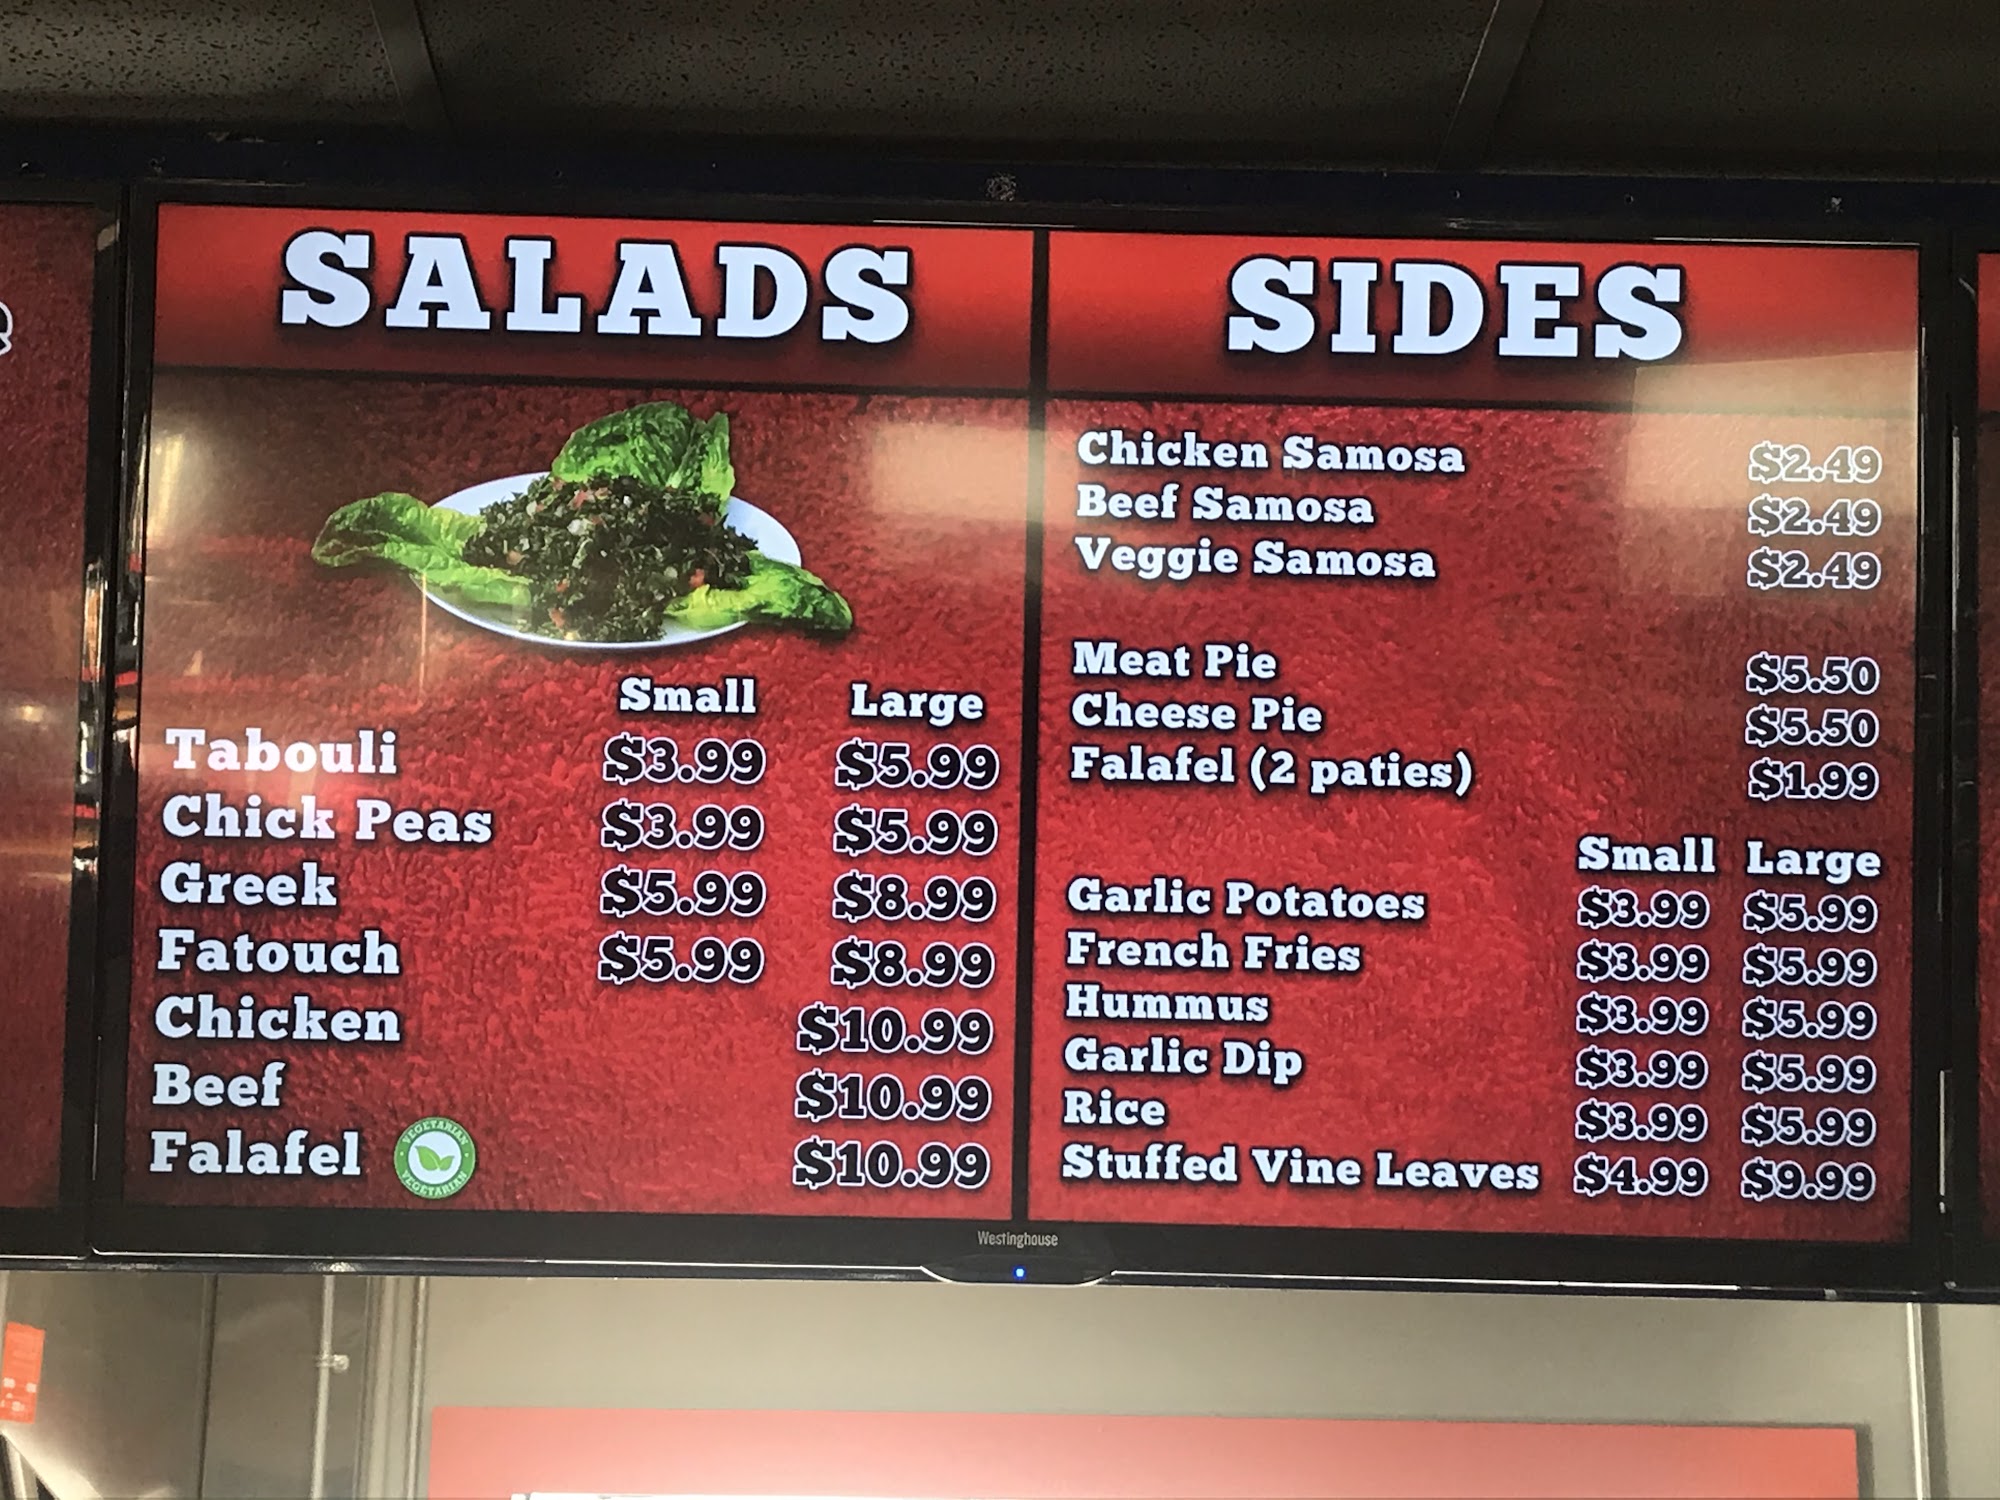 SALADS
Small Large
Tabouli $3.99 $5.99
Chick Peas $3.99 $5.99
Greek $5.99 $8.99
Fatouch $5.99 $8.99
Chicken $10.99
Beef $10.99
Falafel $10.99
VEGETARIAN
VEGETARIAN
SIDES
Chicken Samosa $2.49
Beef Samosa $2.49
Veggie Samosa $2.49
Meat Pie $5.50
Cheese Pie $5.50
Falafel (2 paties) $1.99
Small Large
Garlic Potatoes $3.99 $5.99
French Fries $3.99 $5.99
Hummus $3.99 $5.99
Garlic Dip $3.99 $5.99
Rice $3.99 $5.99
Stuffed Vine Leaves $4.99 $9.99
Westinghouse